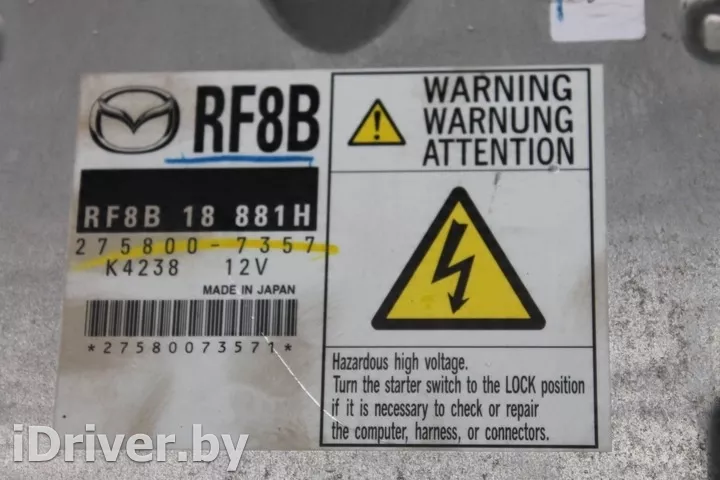 RF8B
RF8B 18 881H
275800-7357
K4238 12V
MADE IN JAPAN
*27580073571*
WARNING
WARNUNG
ATTENTION
Hazardous high voltage.
Turn the starter switch to the LOCK position
if it is necessary to check or repair
the computer, harness, or connectors.
iDriver.by